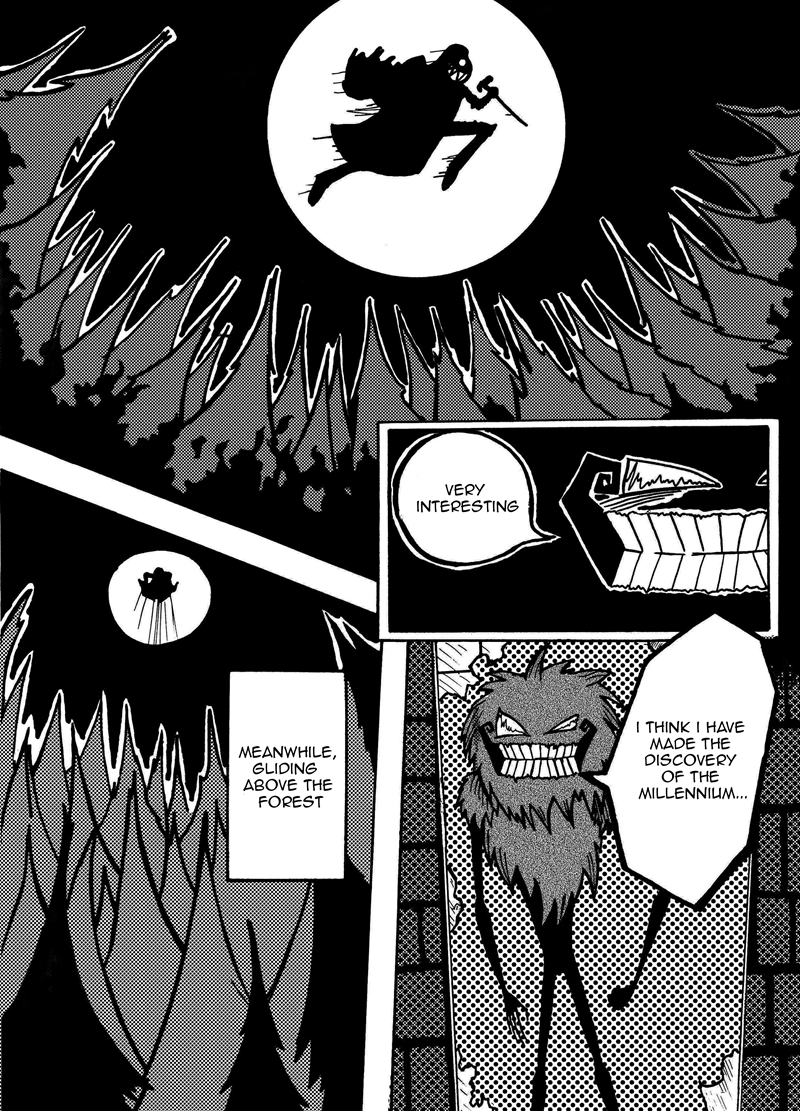 VERY
INTERESTING
I THINK I HAVE
MADE THE
DISCOVERY
OF THE
MILLENNIUM...
MEANWHILE,
GLIDING
ABOVE THE
FOREST